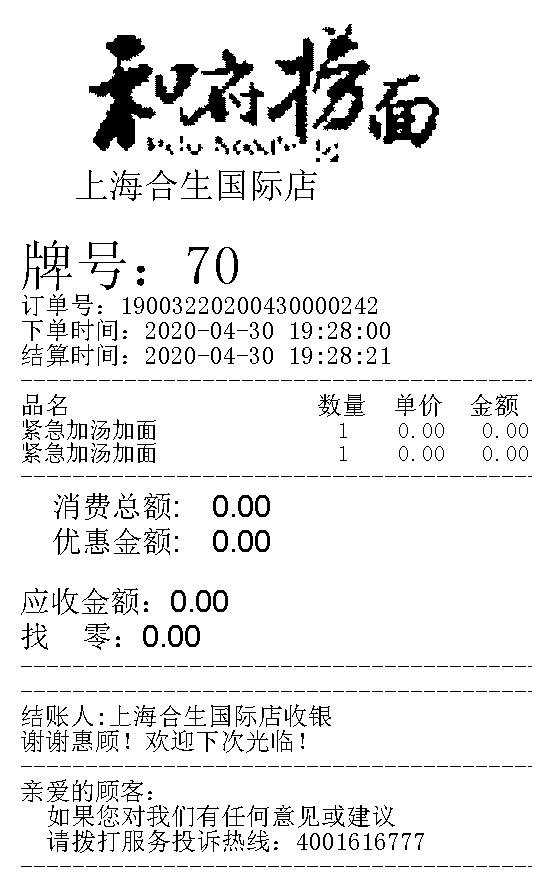 和府捞面
上海合生国际店
牌号：70
订单号：19003220200430000242
下单时间：2020-04-30 19:28:00
结算时间：2020-04-30 19:28:21
品名 数量 单价 金额
紧急加汤加面 1 0.00 0.00
紧急加汤加面 1 0.00 0.00
消费总额： 0.00
优惠金额： 0.00
应收金额：0.00
找 零：0.00
结账人:上海合生国际店收银
谢谢惠顾！欢迎下次光临！
亲爱的顾客：
如果您对我们有任何意见或建议
请拨打服务投诉热线：4001616777